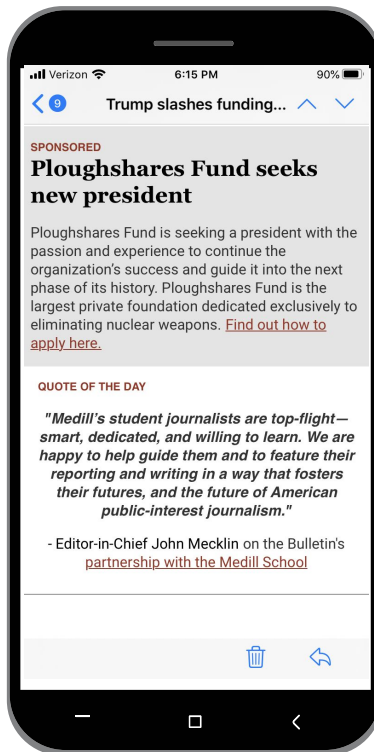 Verizon 6:15 PM 90%
9 Trump slashes funding...
SPONSORED
Ploughshares Fund seeks
new president
Ploughshares Fund is seeking a president with the
passion and experience to continue the
organization's success and guide it into the next
phase of its history. Ploughshares Fund is the
largest private foundation dedicated exclusively to
eliminating nuclear weapons. Find out how to
apply here.
QUOTE OF THE DAY
"Medill's student journalists are top-flight—
smart, dedicated, and willing to learn. We are
happy to help guide them and to feature their
reporting and writing in a way that fosters
their futures, and the future of American
public-interest journalism."
- Editor-in-Chief John Mecklin on the Bulletin's
partnership with the Medill School